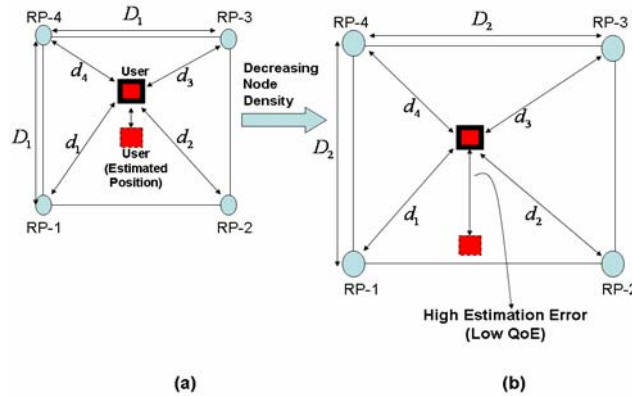 RP-4
D1
RP-3
User
d4
d3
D1
d1
d2
User
(Estimated
Position)
RP-1
RP-2
(a)
Decreasing
Node
Density
RP-4
D2
RP-3
d4
d3
D2
d1
d2
RP-1
RP-2
High Estimation Error
(Low QoE)
(b)